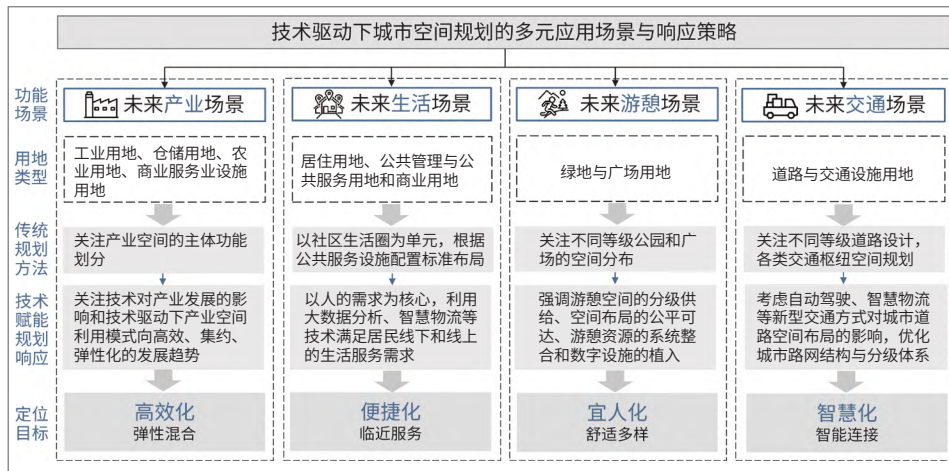 技术驱动下城市空间规划的多元应用场景与响应策略
功能
场景
未来产业场景
未来生活场景
未来游憩场景
未来交通场景
用地
类型
工业用地、仓储用地、农
业用地、商业服务业设施
用地
居住用地、公共管理与公
共服务用地和商业用地
绿地与广场用地
道路与交通设施用地
传统
规划
方法
关注产业空间的主体功能
划分
以社区生活圈为单元，根据
公共服务设施配置标准布局
关注不同等级公园和广
场的空间分布
关注不同等级道路设计，
各类交通枢纽空间规划
技术
赋能
规划
响应
关注技术对产业发展的影
响和技术驱动下产业空间
利用模式向高效、集约、
弹性化的发展趋势
以人的需求为核心，利用
大数据分析、智慧物流等
技术满足居民线下和线上
的生活服务需求
强调游憩空间的分级供
给、空间布局的公平可
达、游憩资源的系统
整合和数字设施的植入
考虑自动驾驶、智慧物流
等新型交通方式对城市道
路空间布局的影响，优化
城市路网结构与分级体系
定位
目标
高效化
弹性混合
便捷化
临近服务
宜人化
舒适多样
智慧化
智能连接